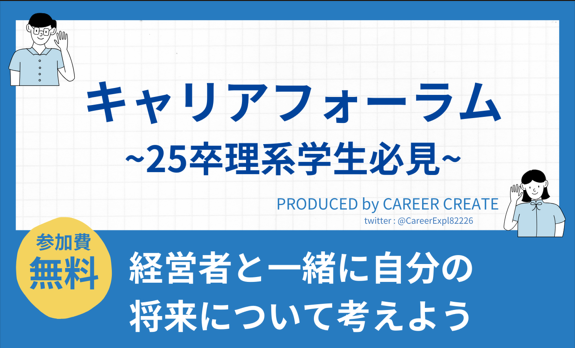 キャリアフォーラム
~25卒理系学生必見~
PRODUCED by CAREER CREATE
twitter : @CareerExpl82226
参加費
無料
経営者と一緒に自分の
将来について考えよう